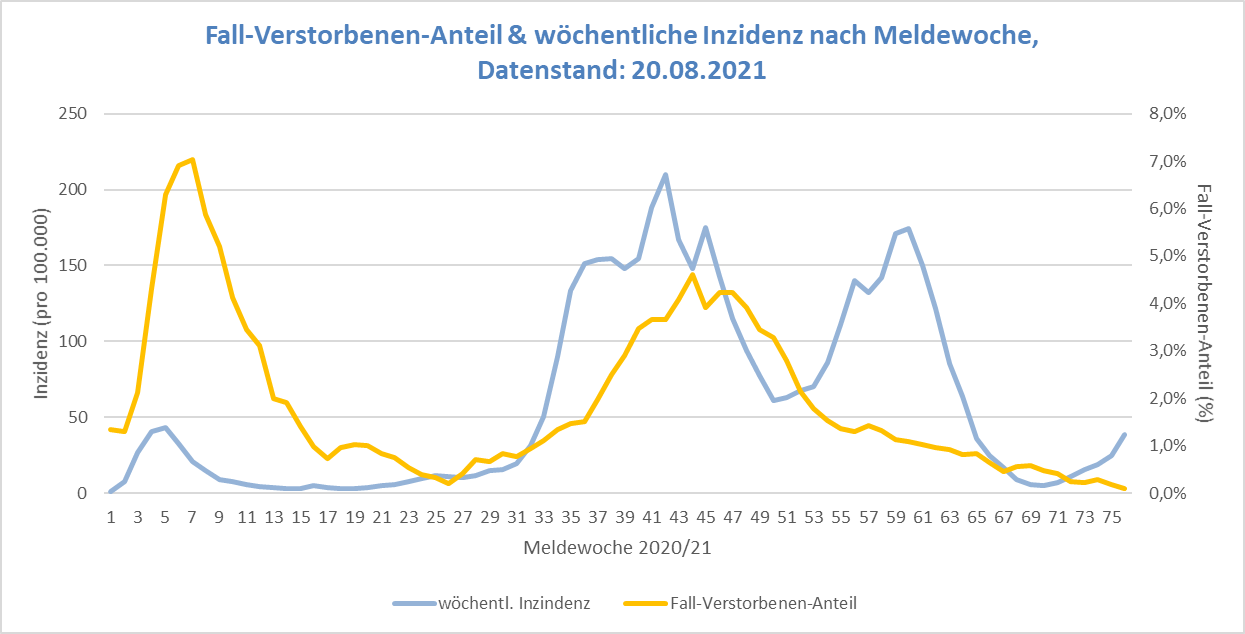 Fall-Verstorbenen-Anteil & wöchentliche Inzidenz nach Meldewoche,
Datenstand: 20.08.2021
250
200
150
100
50
0
Inzidenz (pro 100.000)
8,0%
7,0%
6,0%
5,0%
4,0%
3,0%
2,0%
1,0%
0,0%
Fall-Verstorbenen-Anteil (%)
1 3 5 7 9 11 13 15 17 19 21 23 25 27 29 31 33 35 37 39 41 43 45 47 49 51 53 55 57 59 61 63 65 67 69 71 73 75
Meldewoche 2020/21
wöchentl. Inzindenz
Fall-Verstorbenen-Anteil